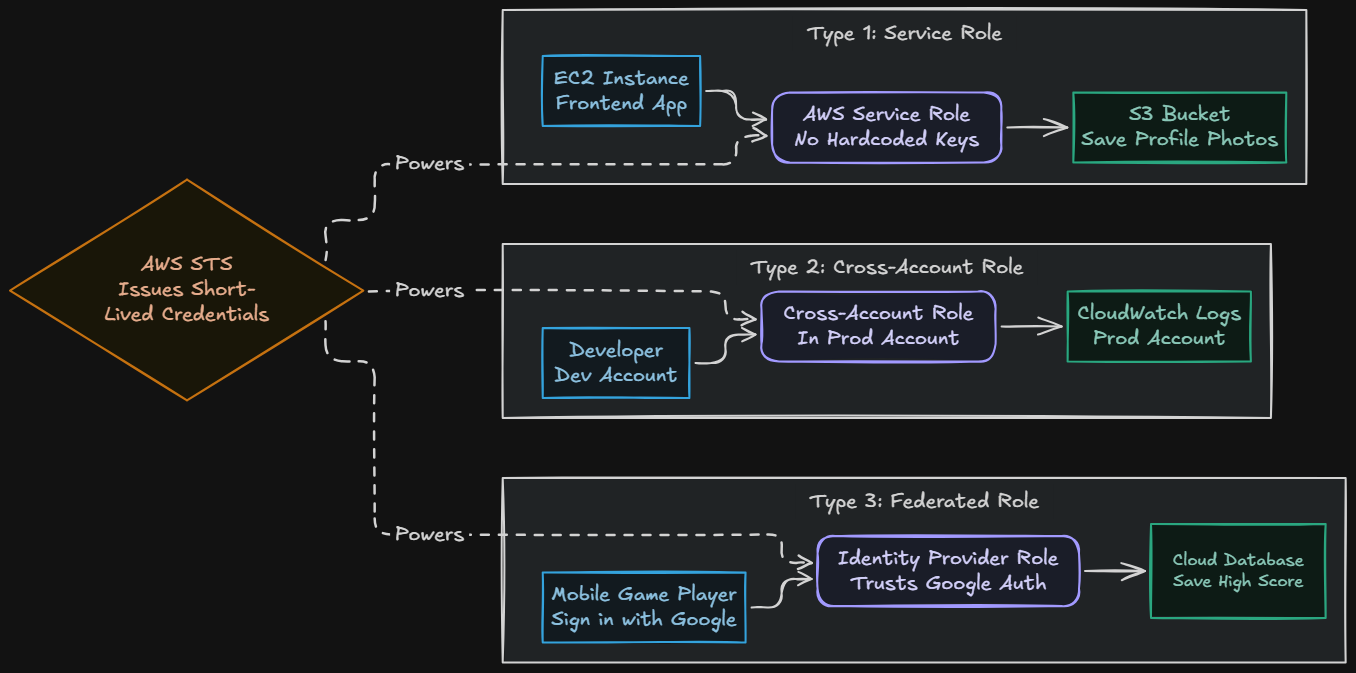 Type 1: Service Role
EC2 Instance
Frontend App
AWS Service Role
No Hardcoded Keys
S3 Bucket
Save Profile Photos
Powers
AWS STS
Issues Short-
Lived Credentials
Type 2: Cross-Account Role
Powers
Cross-Account Role
In Prod Account
CloudWatch Logs
Prod Account
Developer
Dev Account
Type 3: Federated Role
Powers
Identity Provider Role
Trusts Google Auth
Cloud Database
Save High Score
Mobile Game Player
Sign in with Google